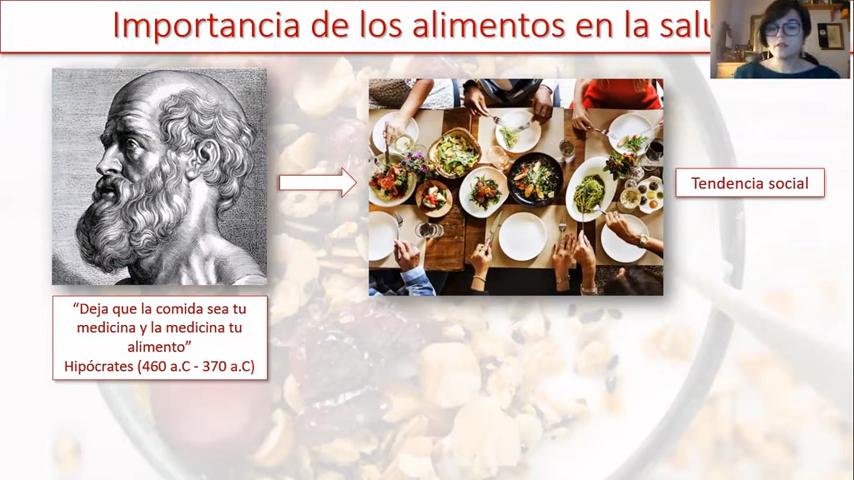 Importancia de los alimentos en la salu
“Deja que la comida sea tu
medicina y la medicina tu
alimento”
Hipócrates (460 a.C - 370 a.C)
Tendencia social